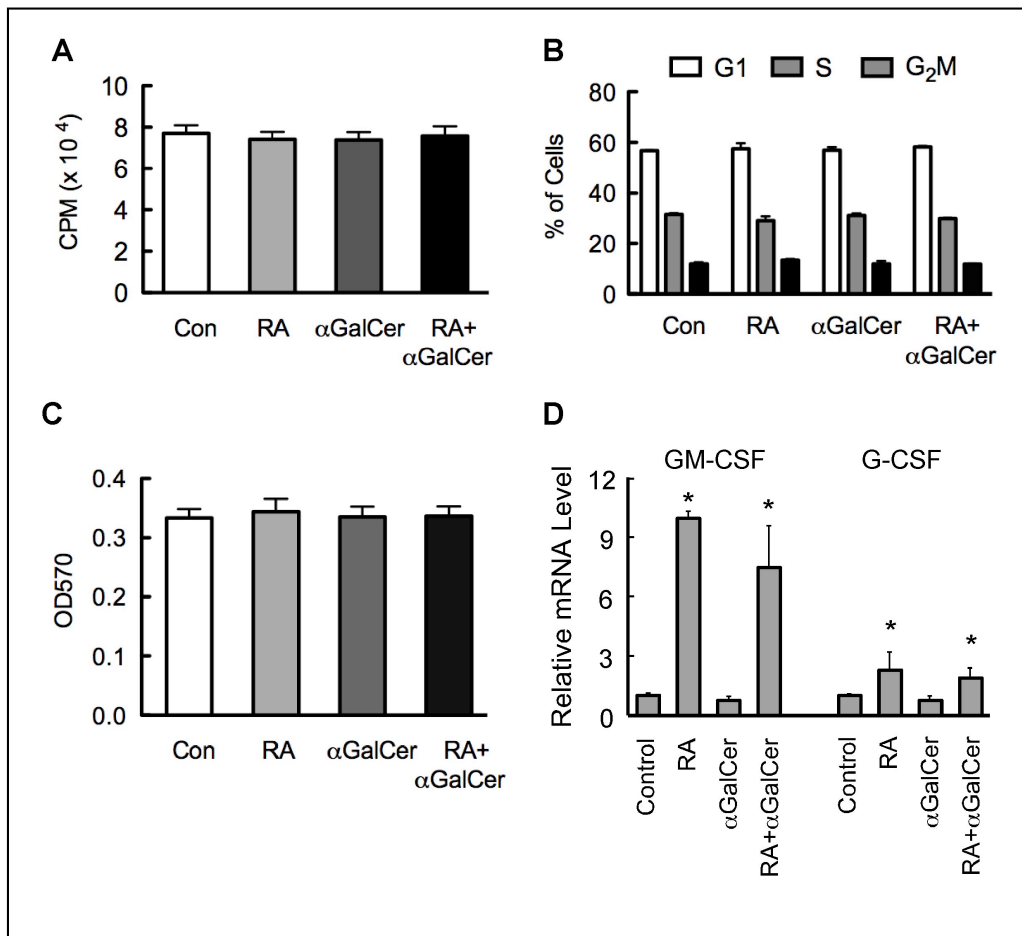 A
CPM (x 10 4)
10
8
6
4
2
0
Con RA αGalCer RA+
αGalCer
B
G1 S G2M
% of Cells
80
60
40
20
0
Con RA αGalCer RA+
αGalCer
C
OD570
0.4
0.3
0.2
0.1
0.0
Con RA αGalCer RA+
αGalCer
D
GM-CSF G-CSF
Relative mRNA Level
12
9
6
3
0
* * * *
Control
RA
αGalCer
RA+αGalCer
Control
RA
αGalCer
RA+αGalCer